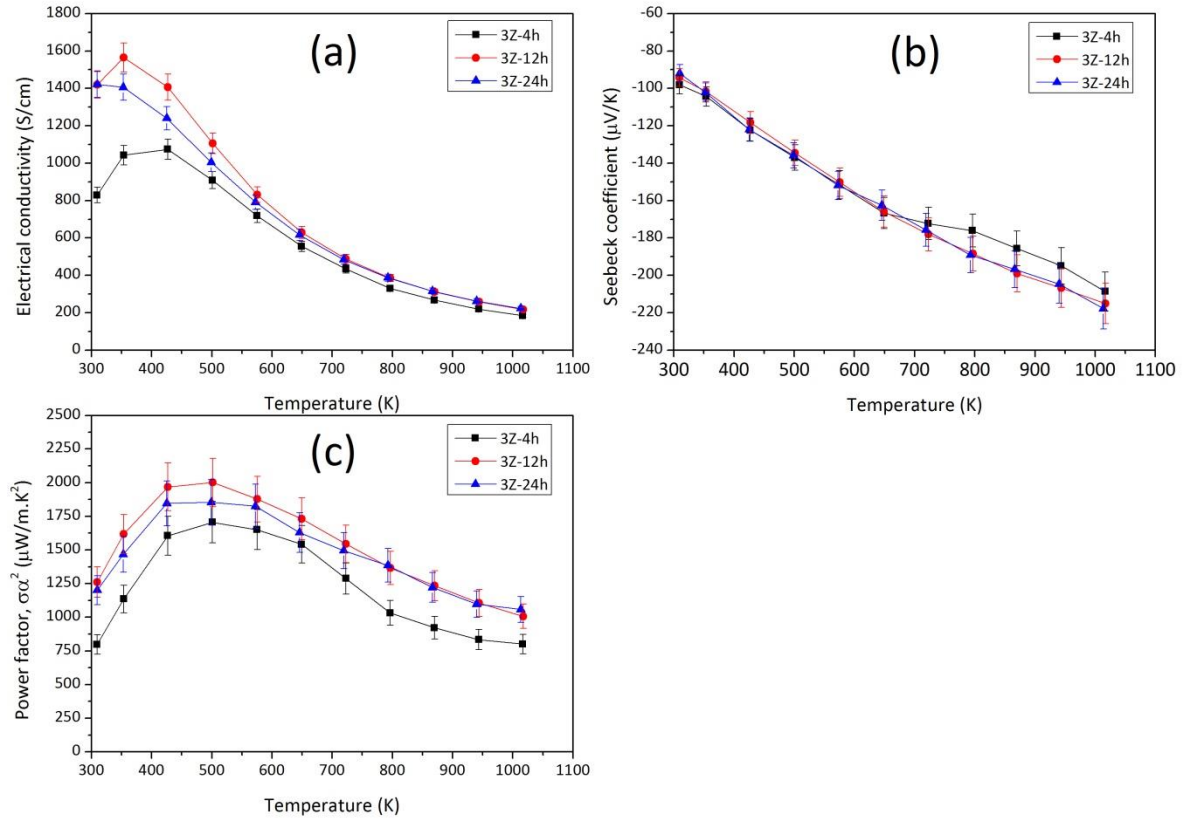 (a)
3Z-4h
3Z-12h
3Z-24h
Electrical conductivity (S/cm)
1800
1600
1400
1200
1000
800
600
400
200
0
300 400 500 600 700 800 900 1000 1100
Temperature (K)
(b)
3Z-4h
3Z-12h
3Z-24h
Seebeck coefficient (μV/K)
-60
-80
-100
-120
-140
-160
-180
-200
-220
-240
300 400 500 600 700 800 900 1000 1100
Temperature (K)
(c)
3Z-4h
3Z-12h
3Z-24h
Power factor, σα² (μW/m.K²)
2500
2250
2000
1750
1500
1250
1000
750
500
250
0
300 400 500 600 700 800 900 1000 1100
Temperature (K)